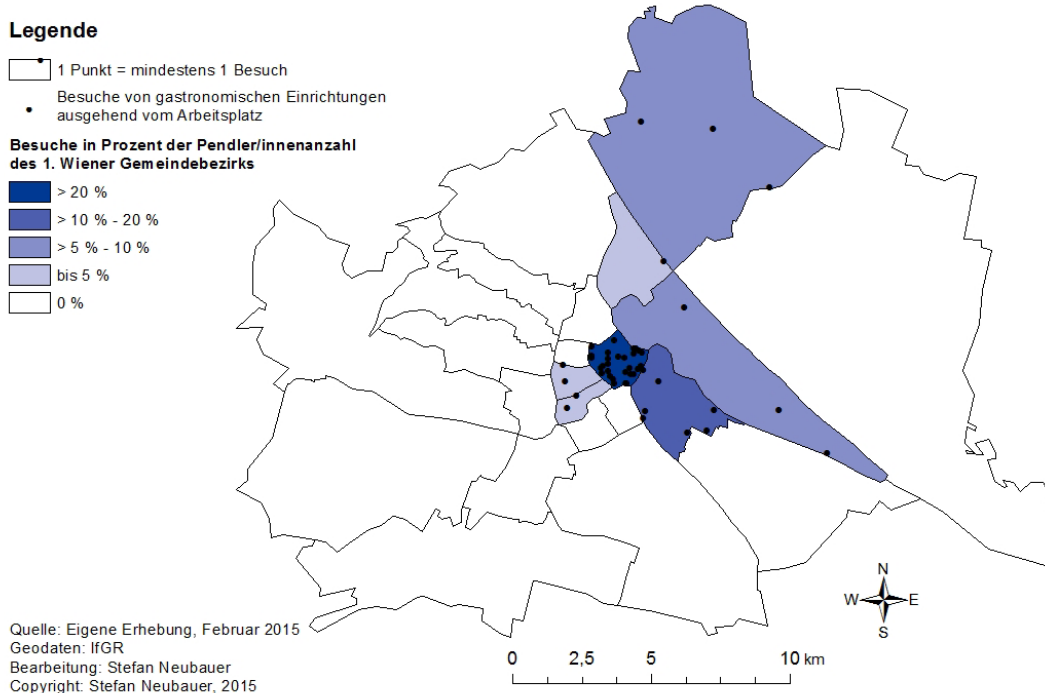 Legende
1 Punkt = mindestens 1 Besuch
Besuche von gastronomischen Einrichtungen
ausgehend vom Arbeitsplatz
Besuche in Prozent der Pendler/innenanzahl
des 1. Wiener Gemeindebezirks
> 20 %
> 10 % - 20 %
> 5 % - 10 %
bis 5 %
0 %
N
W E
S
Quelle: Eigene Erhebung, Februar 2015
Geodaten: IfGR
Bearbeitung: Stefan Neubauer
Copyright: Stefan Neubauer, 2015
0 2,5 5 10 km